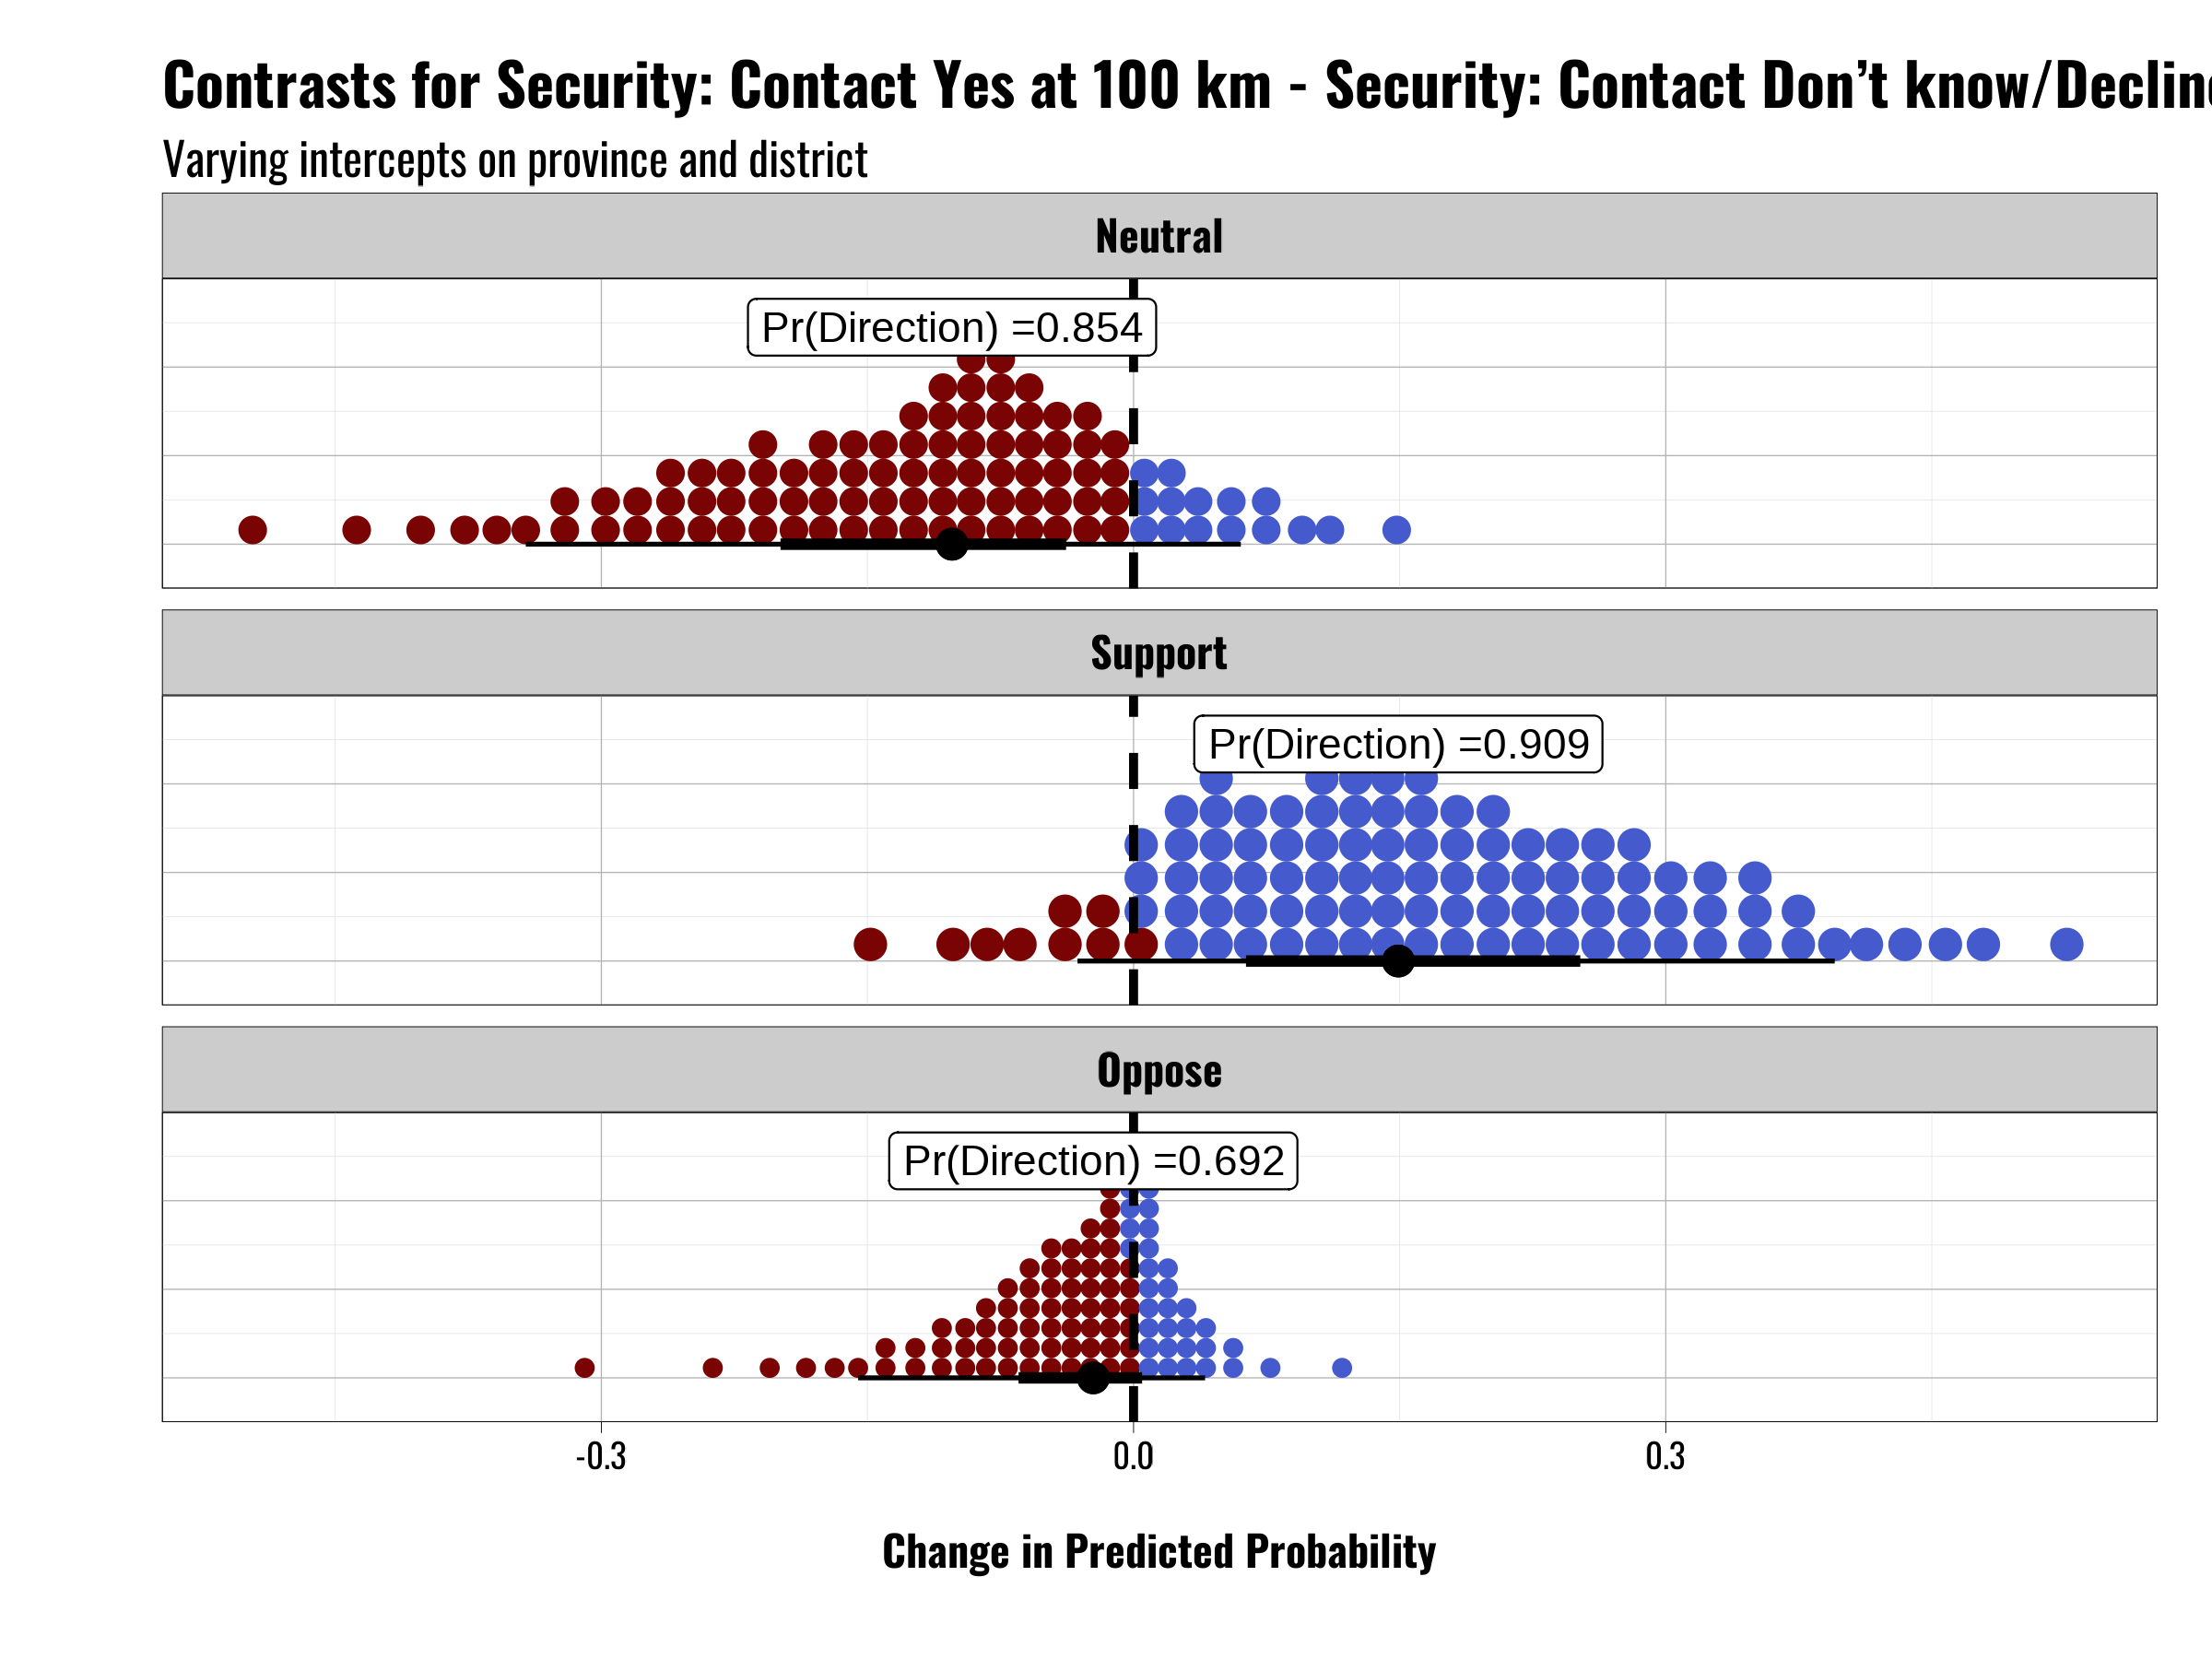 Contrasts for Security: Contact Yes at 100 km - Security: Contact Don’t know/Decline
Varying intercepts on province and district
Neutral
Pr(Direction) =0.854
Support
Pr(Direction) =0.909
Oppose
Pr(Direction) =0.692
-0.3 0.0 0.3
Change in Predicted Probability